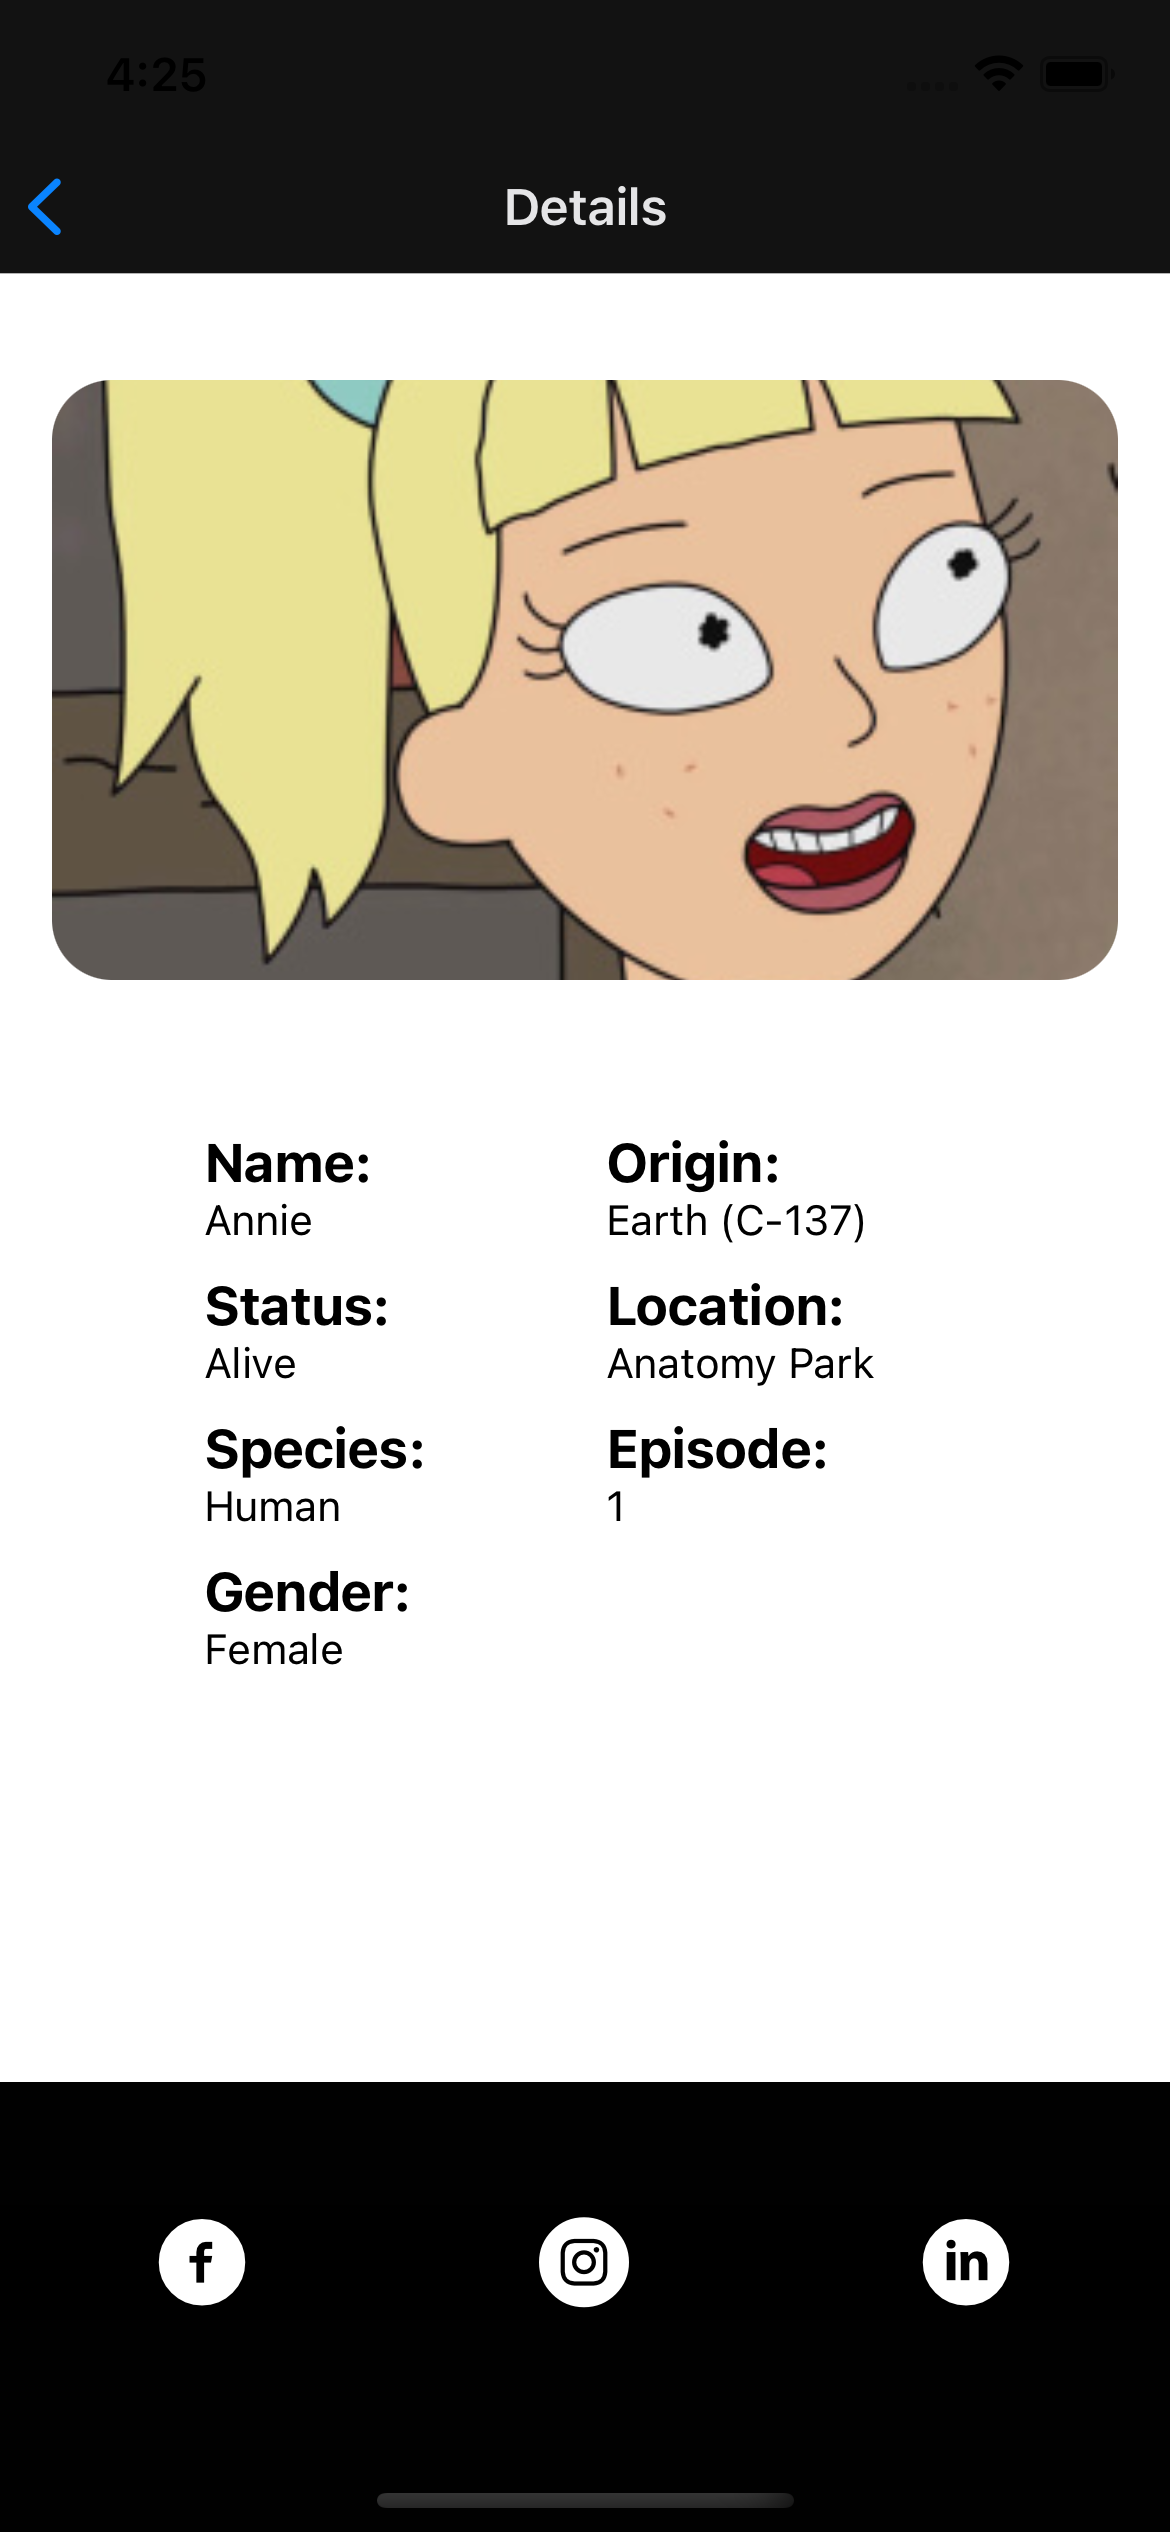 4:25
Details
Name:
Annie
Status:
Alive
Species:
Human
Gender:
Female
Origin:
Earth (C-137)
Location:
Anatomy Park
Episode:
1
f
in